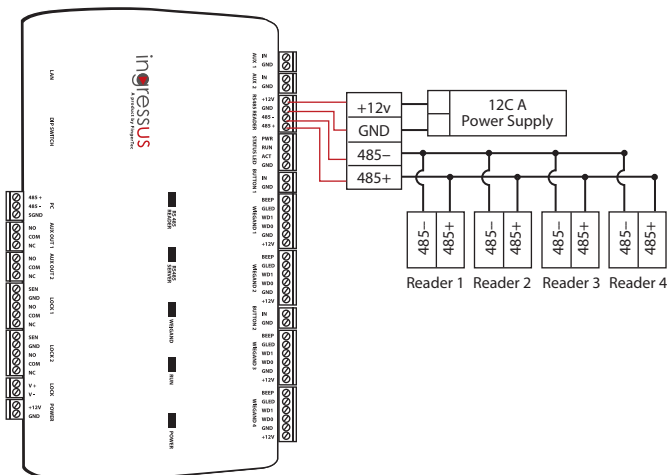 ingressus
A product by FingerTec
LAN
DIP SWITCH
485 +
485 -
SGND
PC
NO
COM
NC
AUX OUT 1
NO
COM
NC
AUX OUT 2
SEN
GND
NO
COM
NC
LOCK 1
SEN
GND
NO
COM
NC
LOCK 2
V +
V -
LOCK
+12V
GND
POWER
RS 485
READER
RS485
SERVER
WIEGAND
RUN
POWER
AUX 1
IN
GND
AUX 2
IN
GND
RS485 READER
+12V
GND
485 -
485 +
STATUS LED
PWR
RUN
ACT
GND
BUTTON 1
IN
GND
WIEGAND 1
BEEP
GLED
WD1
WD0
GND
+12V
WIEGAND 2
BEEP
GLED
WD1
WD0
GND
+12V
BUTTON 2
IN
GND
WIEGAND 3
BEEP
GLED
WD1
WD0
GND
+12V
WIEGAND 4
BEEP
GLED
WD1
WD0
GND
+12V
+12v
GND
485−
485+
12C A
Power Supply
485−
485+
485−
485+
485−
485+
485−
485+
Reader 1
Reader 2
Reader 3
Reader 4